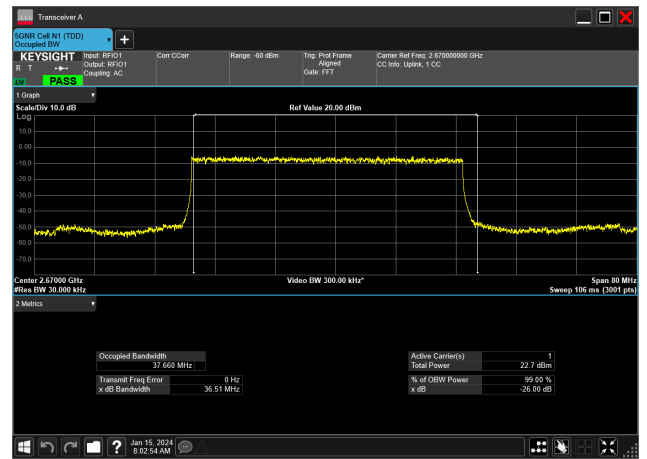 Transceiver A
5GNR Cell N1 (TDD)
Occupied BW
KEYSIGHT Input: RFIO1 Corr CCorr Range: -60 dBm Trig: Prot Frame Carrier Ref Freq: 2.670000000 GHz
R T Output: RFIO1 Aligned CC Info: Uplink, 1 CC
Coupling: AC Gate: FFT
PASS
1 Graph
Scale/Div 10.0 dB Ref Value 20.00 dBm
Log
10.0
0.00
-10.0
-20.0
-30.0
-40.0
-50.0
-60.0
-70.0
Center 2.67000 GHz Video BW 300.00 kHz* Span 80 MHz
#Res BW 30.000 kHz Sweep 106 ms (3001 pts)
2 Metrics
Occupied Bandwidth Active Carrier(s) 1
37.660 MHz Total Power 22.7 dBm
Transmit Freq Error 0 Hz % of OBW Power 99.00 %
x dB Bandwidth 36.51 MHz x dB -26.00 dB
? Jan 15, 2024
8:02:54 AM